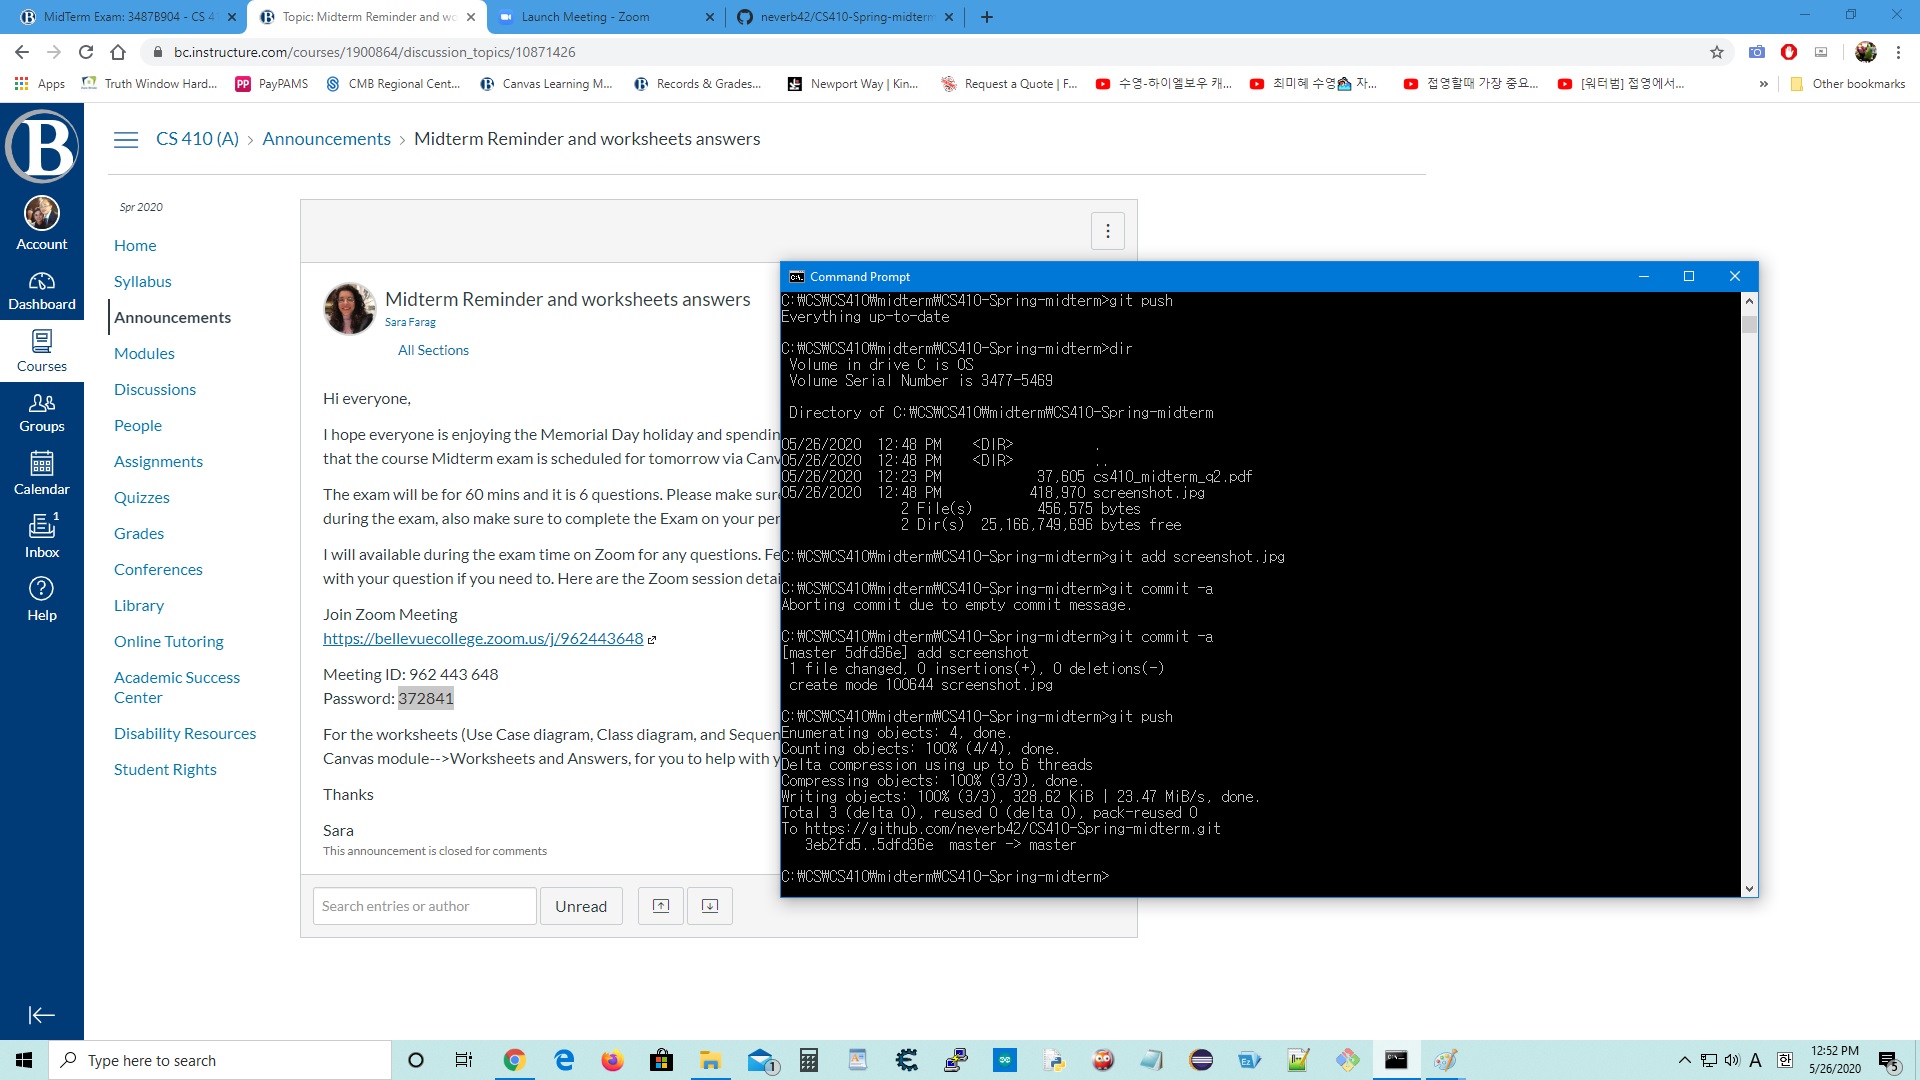 MidTerm Exam: 3487B904 - CS 4
Topic: Midterm Reminder and wo
Launch Meeting - Zoom
neverb42/CS410-Spring-midterm
bc.instructure.com/courses/1900864/discussion_topics/10871426
Apps
Truth Window Hard...
PayPAMS
CMB Regional Cent...
Canvas Learning M...
Records & Grades...
Newport Way | Kin...
Request a Quote | F...
수영-하이엘보우 캐...
최미혜 수영 자...
접영할때 가장 중요...
[워터범] 접영에서...
»
Other bookmarks
B
Account
Dashboard
Courses
Groups
Calendar
1
Inbox
Help
CS 410 (A) › Announcements › Midterm Reminder and worksheets answers
Spr 2020
Home
Syllabus
Announcements
Modules
Discussions
People
Assignments
Quizzes
Grades
Conferences
Library
Online Tutoring
Academic Success
Center
Disability Resources
Student Rights
Midterm Reminder and worksheets answers
Sara Farag
All Sections
Hi everyone,
I hope everyone is enjoying the Memorial Day holiday and spendin
that the course Midterm exam is scheduled for tomorrow via Canv
The exam will be for 60 mins and it is 6 questions. Please make sur
during the exam, also make sure to complete the Exam on your per
I will available during the exam time on Zoom for any questions. Fe
with your question if you need to. Here are the Zoom session detai
Join Zoom Meeting
https://bellevuecollege.zoom.us/j/962443648
Meeting ID: 962 443 648
Password: 372841
For the worksheets (Use Case diagram, Class diagram, and Sequen
Canvas module-->Worksheets and Answers, for you to help with y
Thanks
Sara
This announcement is closed for comments
Search entries or author
Unread
Command Prompt
C:₩CS₩CS410₩midterm₩CS410-Spring-midterm>git push
Everything up-to-date
C:₩CS₩CS410₩midterm₩CS410-Spring-midterm>dir
Volume in drive C is OS
Volume Serial Number is 3477-5469
Directory of C:₩CS₩CS410₩midterm₩CS410-Spring-midterm
05/26/2020 12:48 PM <DIR> .
05/26/2020 12:48 PM <DIR> ..
05/26/2020 12:23 PM 37,605 cs410_midterm_q2.pdf
05/26/2020 12:48 PM 418,970 screenshot.jpg
2 File(s) 456,575 bytes
2 Dir(s) 25,166,749,696 bytes free
C:₩CS₩CS410₩midterm₩CS410-Spring-midterm>git add screenshot.jpg
C:₩CS₩CS410₩midterm₩CS410-Spring-midterm>git commit -a
Aborting commit due to empty commit message.
C:₩CS₩CS410₩midterm₩CS410-Spring-midterm>git commit -a
[master 5dfd36e] add screenshot
1 file changed, 0 insertions(+), 0 deletions(-)
create mode 100644 screenshot.jpg
C:₩CS₩CS410₩midterm₩CS410-Spring-midterm>git push
Enumerating objects: 4, done.
Counting objects: 100% (4/4), done.
Delta compression using up to 6 threads
Compressing objects: 100% (3/3), done.
Writing objects: 100% (3/3), 328.62 KiB | 23.47 MiB/s, done.
Total 3 (delta 0), reused 0 (delta 0), pack-reused 0
To https://github.com/neverb42/CS410-Spring-midterm.git
3eb2fd5..5dfd36e master -> master
C:₩CS₩CS410₩midterm₩CS410-Spring-midterm>
Type here to search
1
A
한
12:52 PM
5/26/2020
5